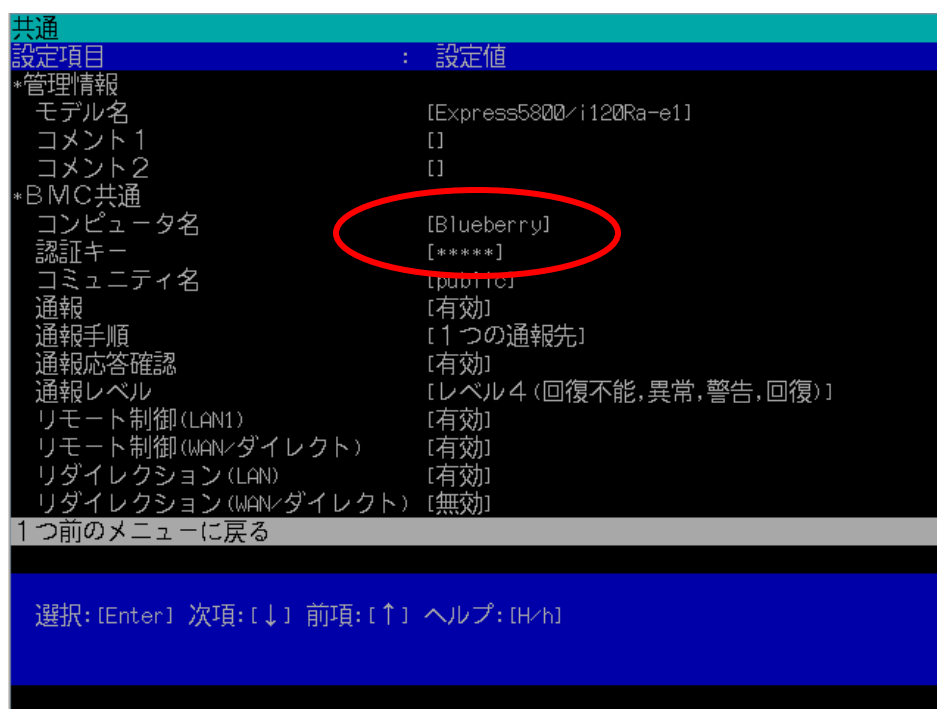 共通
設定項目 : 設定値
*管理情報
モデル名 [Express5800/i120Ra-e1]
コメント1 []
コメント2 []
*BMC共通
コンピュータ名 [Blueberry]
認証キー [*****]
コミュニティ名 [public]
通報 [有効]
通報手順 [1つの通報先]
通報応答確認 [有効]
通報レベル [レベル4(回復不能,異常,警告,回復)]
リモート制御(LAN1) [有効]
リモート制御(WAN/ダイレクト) [有効]
リダイレクション(LAN) [有効]
リダイレクション(WAN/ダイレクト) [無効]
1つ前のメニューに戻る
選択:[Enter] 次項:[↓] 前項:[↑] ヘルプ:[H/h]